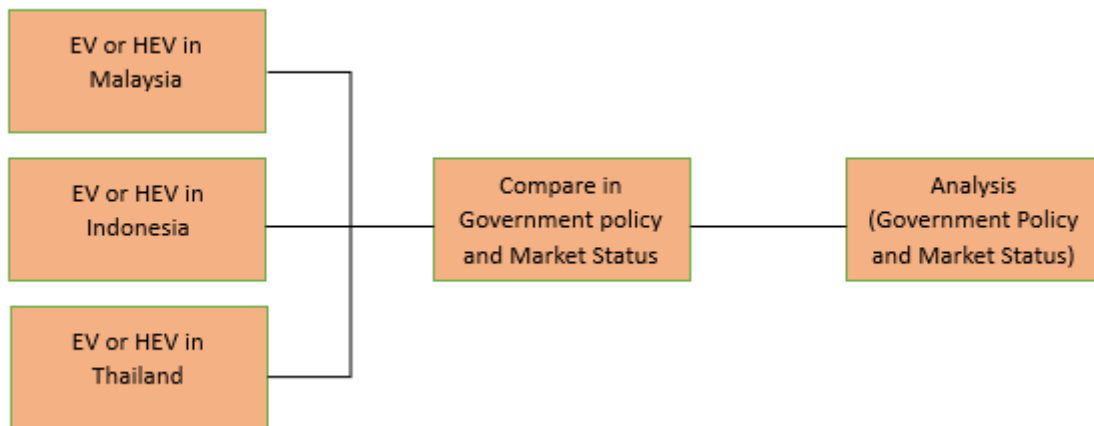 EV or HEV in
Malaysia
EV or HEV in
Indonesia
EV or HEV in
Thailand
Compare in
Government policy
and Market Status
Analysis
(Government Policy
and Market Status)